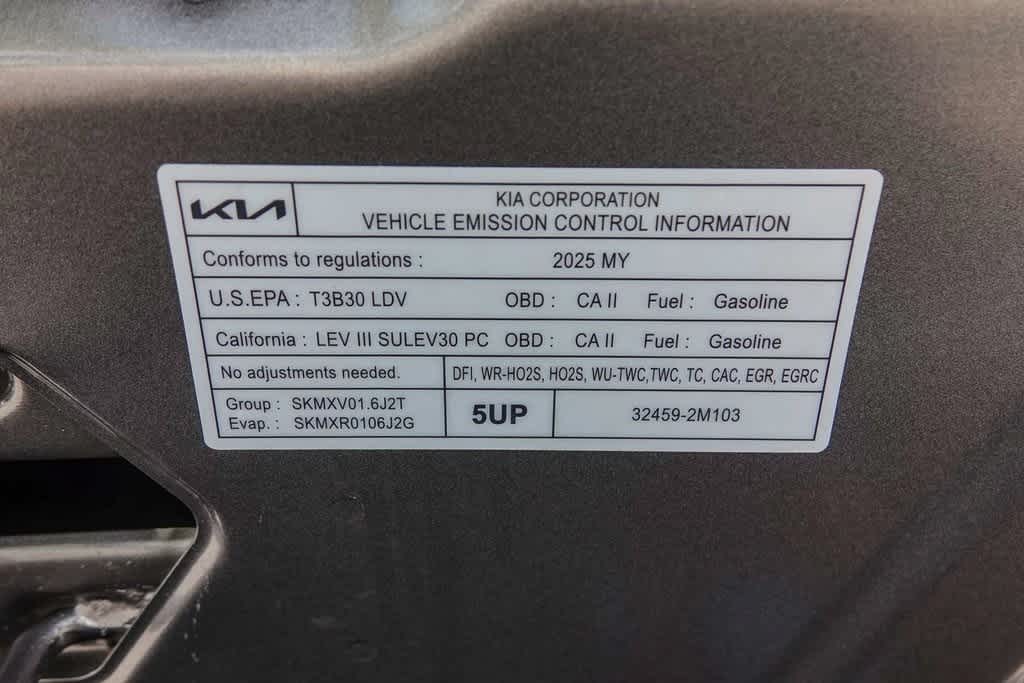 KIA
KIA CORPORATION
VEHICLE EMISSION CONTROL INFORMATION
Conforms to regulations : 2025 MY
U.S.EPA : T3B30 LDV OBD : CA II Fuel : Gasoline
California : LEV III SULEV30 PC OBD : CA II Fuel : Gasoline
No adjustments needed. DFI, WR-HO2S, HO2S, WU-TWC,TWC, TC, CAC, EGR, EGRC
Group : SKMXV01.6J2T
Evap. : SKMXR0106J2G
5UP
32459-2M103